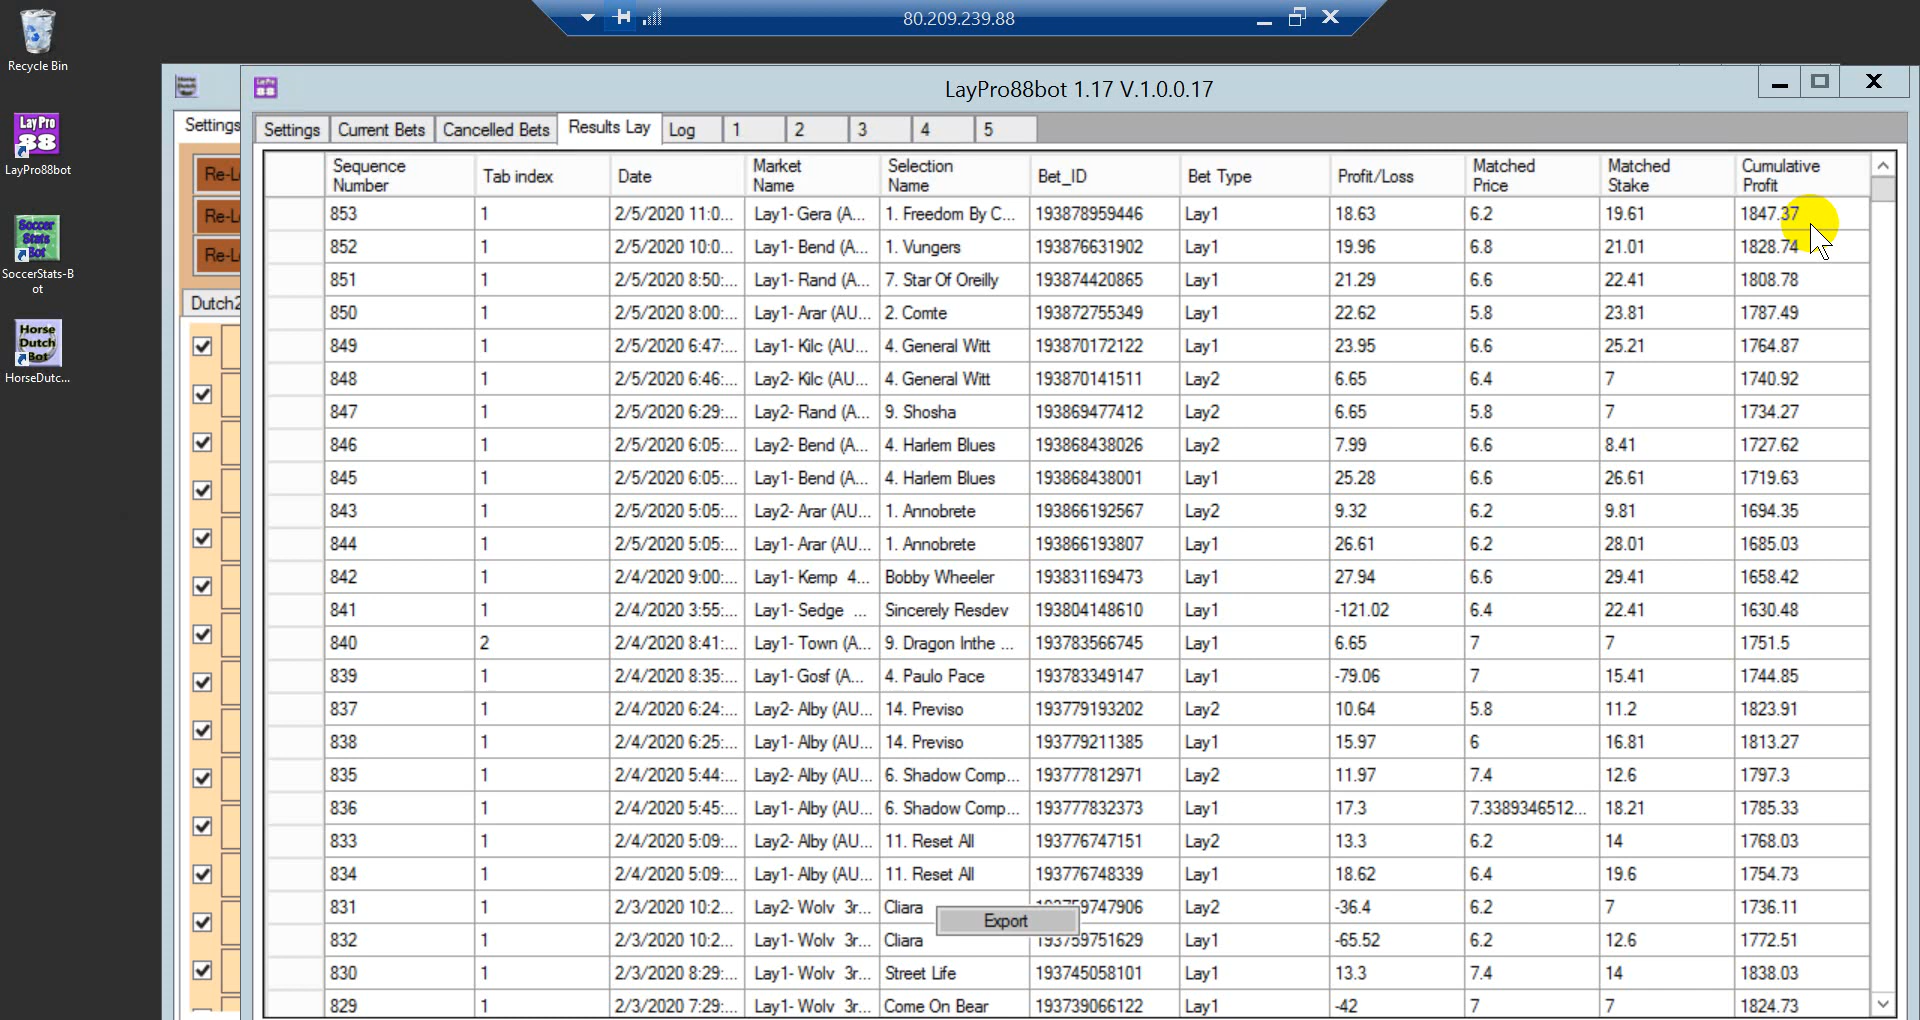 80.209.239.88
Recycle Bin
Lay Pro
88
LayPro88bot
Soccer
Stats
Bot
SoccerStats-B
ot
Horse
Dutch
Bot
HorseDutc...
LayPro88bot 1.17 V.1.0.0.17
Settings
Re-L
Re-L
Re-L
Dutch2
Settings Current Bets Cancelled Bets Results Lay Log 1 2 3 4 5
Sequence Number Tab index Date Market Name Selection Name Bet_ID Bet Type Profit/Loss Matched Price Matched Stake Cumulative Profit
853 1 2/5/2020 11:0... Lay1- Gera (A... 1. Freedom By C... 193878959446 Lay1 18.63 6.2 19.61 1847.37
852 1 2/5/2020 10:0... Lay1- Bend (A... 1. Vungers 193876631902 Lay1 19.96 6.8 21.01 1828.74
851 1 2/5/2020 8:50:... Lay1- Rand (A... 7. Star Of Oreilly 193874420865 Lay1 21.29 6.6 22.41 1808.78
850 1 2/5/2020 8:00:... Lay1- Arar (AU... 2. Comte 193872755349 Lay1 22.62 5.8 23.81 1787.49
849 1 2/5/2020 6:47:... Lay1- Kilc (AU... 4. General Witt 193870172122 Lay1 23.95 6.6 25.21 1764.87
848 1 2/5/2020 6:46:... Lay2- Kilc (AU... 4. General Witt 193870141511 Lay2 6.65 6.4 7 1740.92
847 1 2/5/2020 6:29:... Lay2- Rand (A... 9. Shosha 193869477412 Lay2 6.65 5.8 7 1734.27
846 1 2/5/2020 6:05:... Lay2- Bend (A... 4. Harlem Blues 193868438026 Lay2 7.99 6.6 8.41 1727.62
845 1 2/5/2020 6:05:... Lay1- Bend (A... 4. Harlem Blues 193868438001 Lay1 25.28 6.6 26.61 1719.63
843 1 2/5/2020 5:05:... Lay2- Arar (AU... 1. Annobrete 193866192567 Lay2 9.32 6.2 9.81 1694.35
844 1 2/5/2020 5:05:... Lay1- Arar (AU... 1. Annobrete 193866193807 Lay1 26.61 6.2 28.01 1685.03
842 1 2/4/2020 9:00:... Lay1- Kemp 4... Bobby Wheeler 193831169473 Lay1 27.94 6.6 29.41 1658.42
841 1 2/4/2020 3:55:... Lay1- Sedge ... Sincerely Resdev 193804148610 Lay1 -121.02 6.4 22.41 1630.48
840 2 2/4/2020 8:41:... Lay1- Town (A... 9. Dragon Inthe ... 193783566745 Lay1 6.65 7 7 1751.5
839 1 2/4/2020 8:35:... Lay1- Gosf (A... 4. Paulo Pace 193783349147 Lay1 -79.06 7 15.41 1744.85
837 1 2/4/2020 6:24:... Lay2- Alby (AU... 14. Previso 193779193202 Lay2 10.64 5.8 11.2 1823.91
838 1 2/4/2020 6:25:... Lay1- Alby (AU... 14. Previso 193779211385 Lay1 15.97 6 16.81 1813.27
835 1 2/4/2020 5:44:... Lay2- Alby (AU... 6. Shadow Comp... 193777812971 Lay2 11.97 7.4 12.6 1797.3
836 1 2/4/2020 5:45:... Lay1- Alby (AU... 6. Shadow Comp... 193777832373 Lay1 17.3 7.3389346512... 18.21 1785.33
833 1 2/4/2020 5:09:... Lay2- Alby (AU... 11. Reset All 193776747151 Lay2 13.3 6.2 14 1768.03
834 1 2/4/2020 5:09:... Lay1- Alby (AU... 11. Reset All 193776748339 Lay1 18.62 6.4 19.6 1754.73
831 1 2/3/2020 10:2... Lay2- Wolv 3r... Cliara 193759747906 Lay2 -36.4 6.2 7 1736.11
Export
832 1 2/3/2020 10:2... Lay1- Wolv 3r... Cliara 193759751629 Lay1 -65.52 6.2 12.6 1772.51
830 1 2/3/2020 8:29:... Lay1- Wolv 3r... Street Life 193745058101 Lay1 13.3 7.4 14 1838.03
829 1 2/3/2020 7:29:... Lay1- Wolv 3r... Come On Bear 193739066122 Lay1 -42 7 7 1824.73